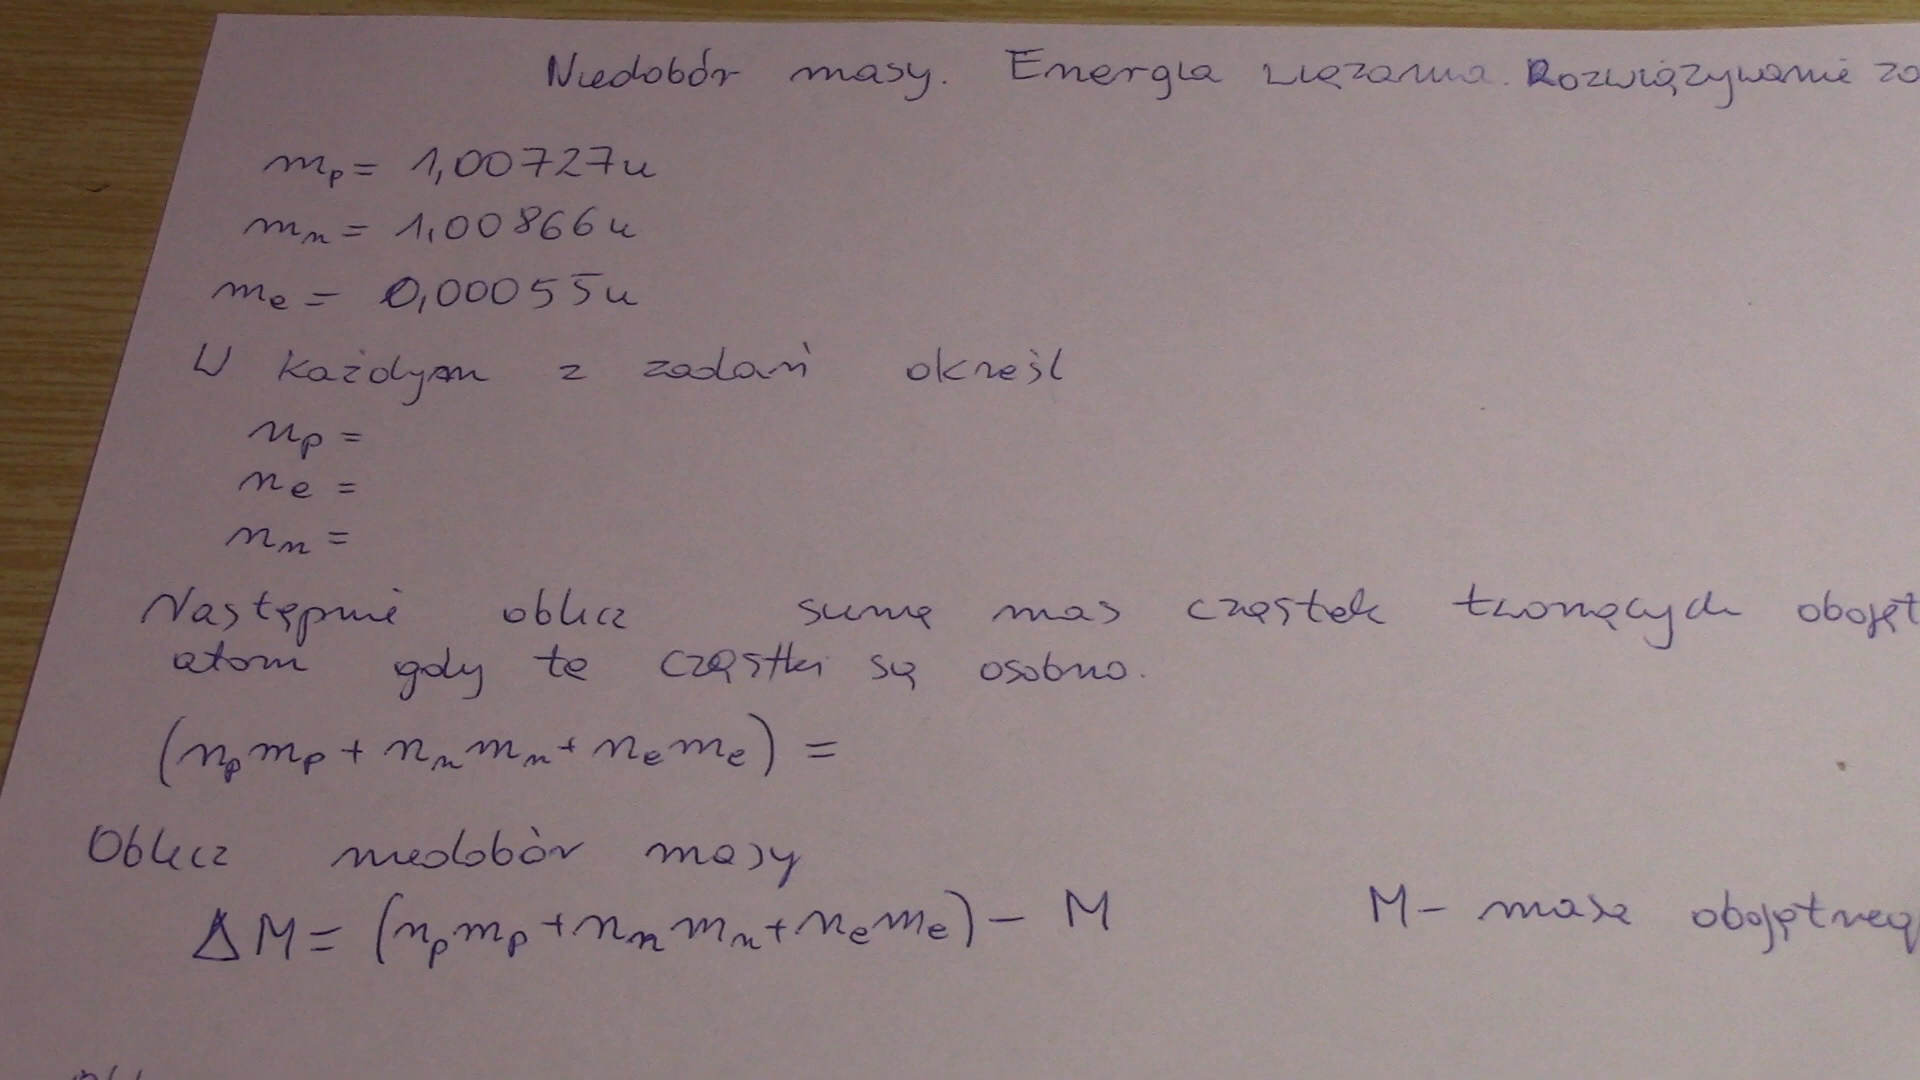 Niedobór masy. Energia wiązania. Rozwiązywanie za
mp = 1,00727u
mn = 1,00866u
me = 0,00055u
W każdym z zadań określ
np =
ne =
nn =
Następnie oblicz sumę mas cząstek tworzących obojęt
atom gdy te cząstki są osobno.
(npmp + nnmn + neme) =
Oblicz niedobór masy
ΔM = (npmp + nnmn + neme) – M M – masa obojętneg